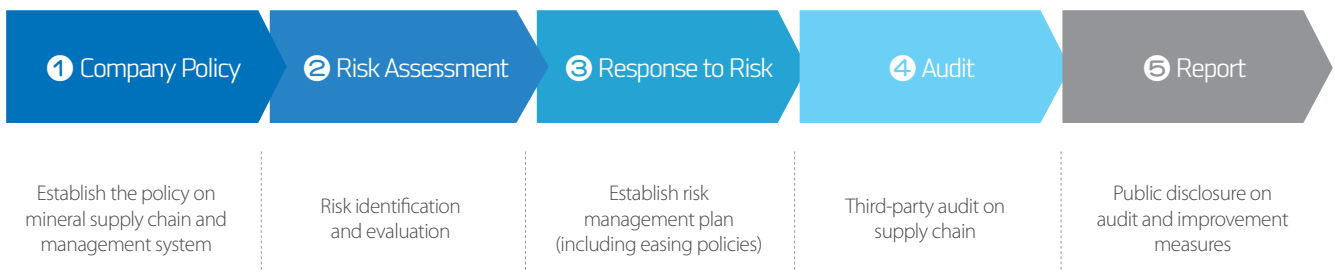 ❶ Company Policy
❷ Risk Assessment
❸ Response to Risk
❹ Audit
❺ Report
Establish the policy on
mineral supply chain and
management system
Risk identification
and evaluation
Establish risk
management plan
(including easing policies)
Third-party audit on
supply chain
Public disclosure on
audit and improvement
measures